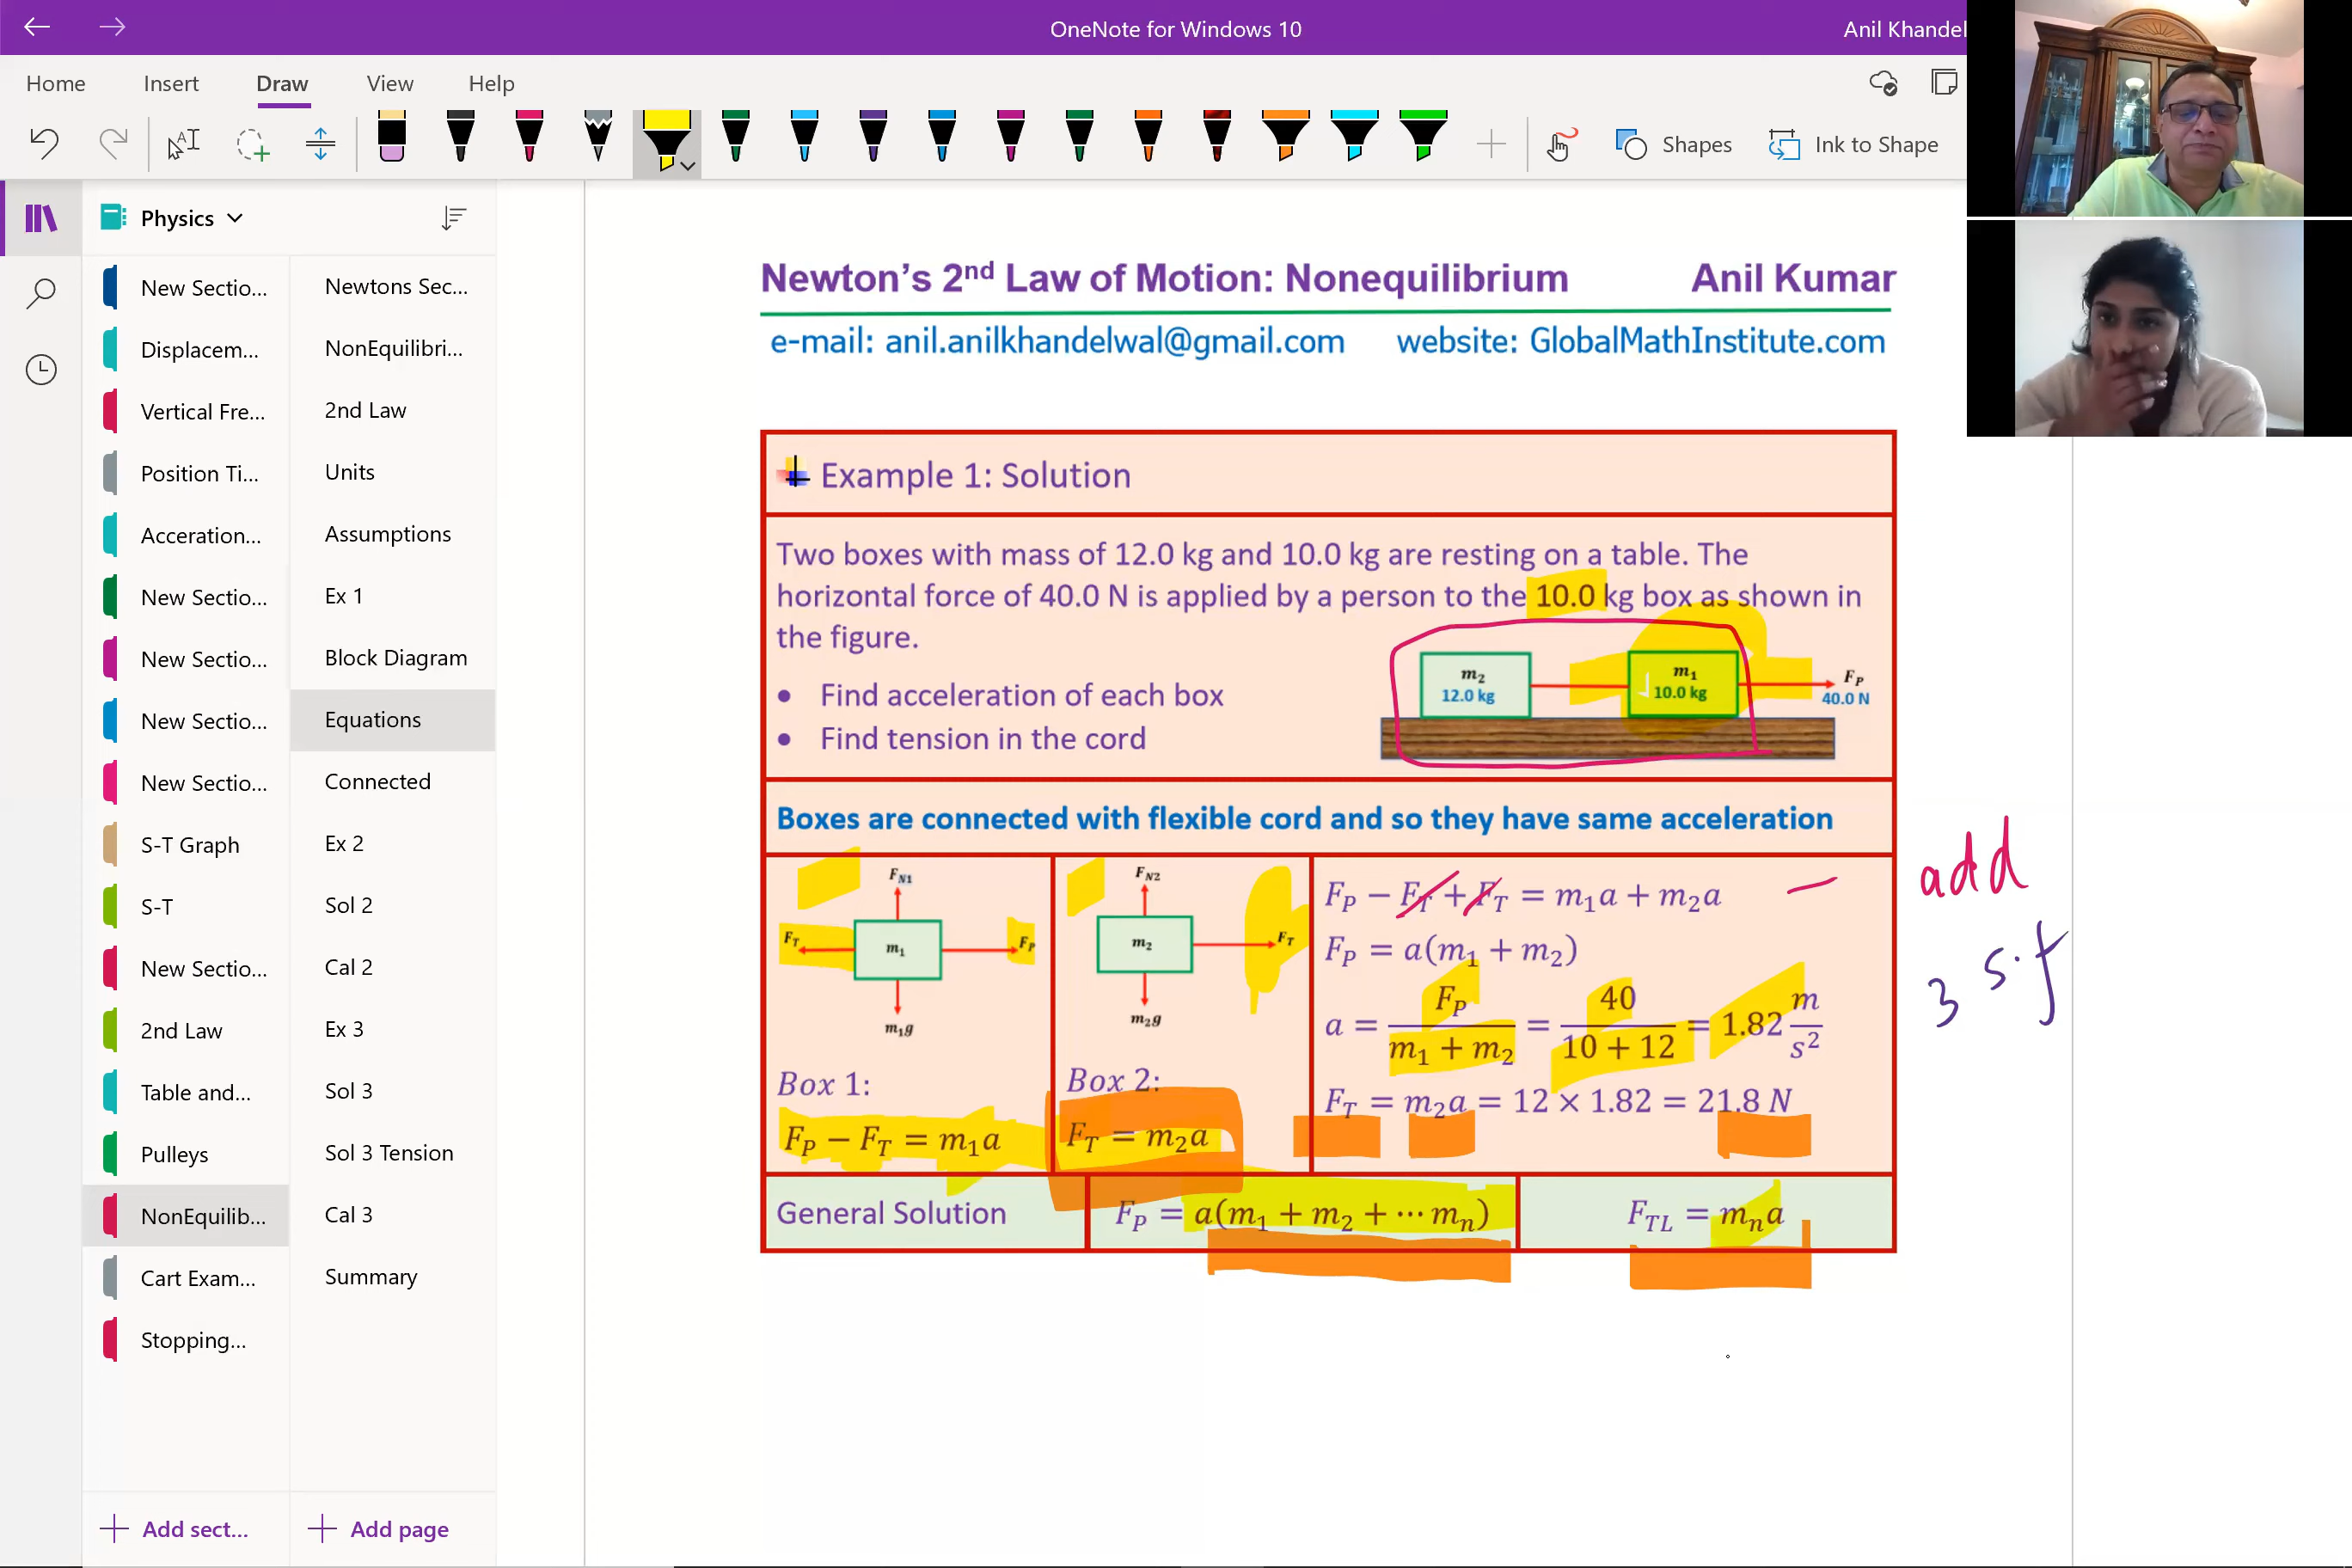 OneNote for Windows 10
Anil Khandel
Home Insert Draw View Help
Shapes
Ink to Shape
Physics
New Sectio...
Displacem...
Vertical Fre...
Position Ti...
Acceration...
New Sectio...
New Sectio...
New Sectio...
New Sectio...
S-T Graph
S-T
New Sectio...
2nd Law
Table and...
Pulleys
NonEquilib...
Cart Exam...
Stopping...
Add sect...
Newtons Sec...
NonEquilibri...
2nd Law
Units
Assumptions
Ex 1
Block Diagram
Equations
Connected
Ex 2
Sol 2
Cal 2
Ex 3
Sol 3
Sol 3 Tension
Cal 3
Summary
Add page
Newton's 2nd Law of Motion: Nonequilibrium Anil Kumar
e-mail: anil.anilkhandelwal@gmail.com website: GlobalMathInstitute.com
Example 1: Solution
Two boxes with mass of 12.0 kg and 10.0 kg are resting on a table. The
horizontal force of 40.0 N is applied by a person to the 10.0 kg box as shown in
the figure.
• Find acceleration of each box
• Find tension in the cord
m₂
12.0 kg
m₁
10.0 kg
F_P
40.0 N
Boxes are connected with flexible cord and so they have same acceleration
F_N1
F_T m₁ F_P
m₁g
Box 1:
F_P − F_T = m₁a
F_N2
m₂ F_T
m₂g
Box 2:
F_T = m₂a
F_P − F_T + F_T = m₁a + m₂a
F_P = a(m₁ + m₂)
a = F_P / (m₁ + m₂) = 40 / (10 + 12) = 1.82 m/s²
F_T = m₂a = 12 × 1.82 = 21.8 N
add
3 s.f
General Solution
F_P = a(m₁ + m₂ + ⋯ mₙ)
F_TL = mₙa